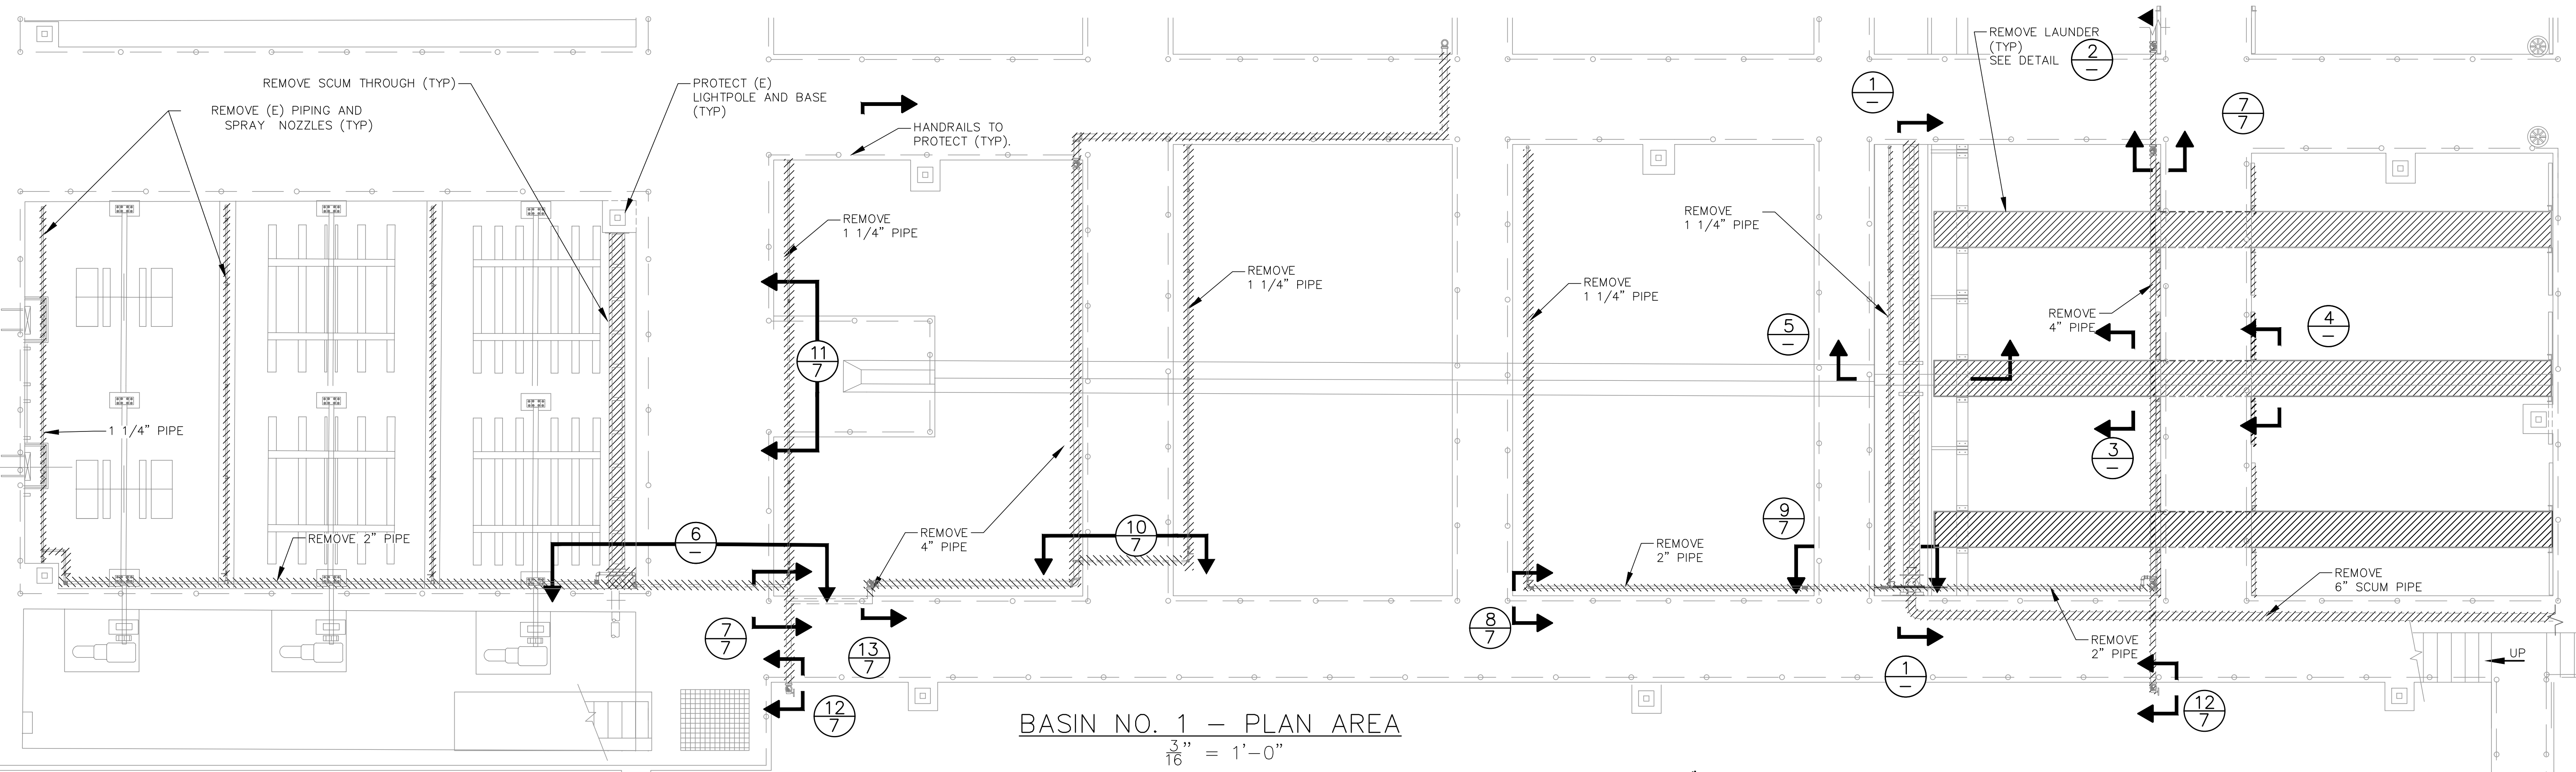 REMOVE SCUM THROUGH (TYP)
REMOVE (E) PIPING AND
SPRAY NOZZLES (TYP)
PROTECT (E)
LIGHTPOLE AND BASE
(TYP)
HANDRAILS TO
PROTECT (TYP).
REMOVE LAUNDER
(TYP)
SEE DETAIL
2
–
1
–
7
7
REMOVE
1 1/4" PIPE
REMOVE
1 1/4" PIPE
REMOVE
1 1/4" PIPE
REMOVE
1 1/4" PIPE
REMOVE
4" PIPE
5
–
4
–
11
7
1 1/4" PIPE
3
–
REMOVE 2" PIPE
6
–
REMOVE
4" PIPE
10
7
9
7
REMOVE
2" PIPE
REMOVE
6" SCUM PIPE
7
7
13
7
8
7
REMOVE
2" PIPE
UP
1
–
12
7
12
7
BASIN NO. 1 – PLAN AREA
3/16" = 1'-0"